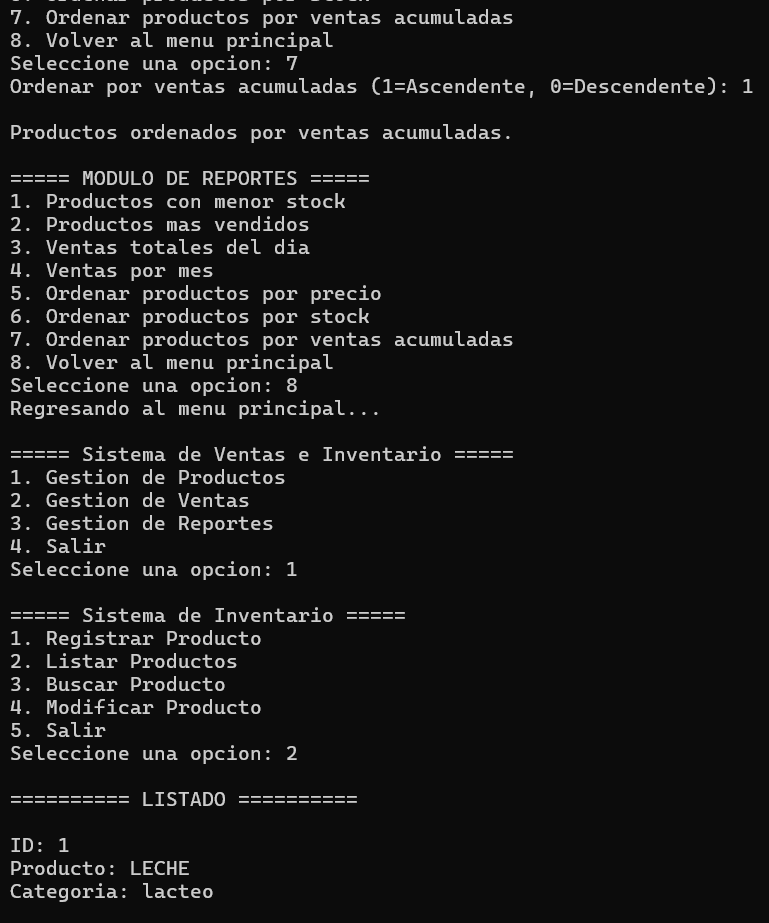 6. Ordenar productos por stock
7. Ordenar productos por ventas acumuladas
8. Volver al menu principal
Seleccione una opcion: 7
Ordenar por ventas acumuladas (1=Ascendente, 0=Descendente): 1
Productos ordenados por ventas acumuladas.
===== MODULO DE REPORTES =====
1. Productos con menor stock
2. Productos mas vendidos
3. Ventas totales del dia
4. Ventas por mes
5. Ordenar productos por precio
6. Ordenar productos por stock
7. Ordenar productos por ventas acumuladas
8. Volver al menu principal
Seleccione una opcion: 8
Regresando al menu principal...
===== Sistema de Ventas e Inventario =====
1. Gestion de Productos
2. Gestion de Ventas
3. Gestion de Reportes
4. Salir
Seleccione una opcion: 1
===== Sistema de Inventario =====
1. Registrar Producto
2. Listar Productos
3. Buscar Producto
4. Modificar Producto
5. Salir
Seleccione una opcion: 2
========== LISTADO ==========
ID: 1
Producto: LECHE
Categoria: lacteo